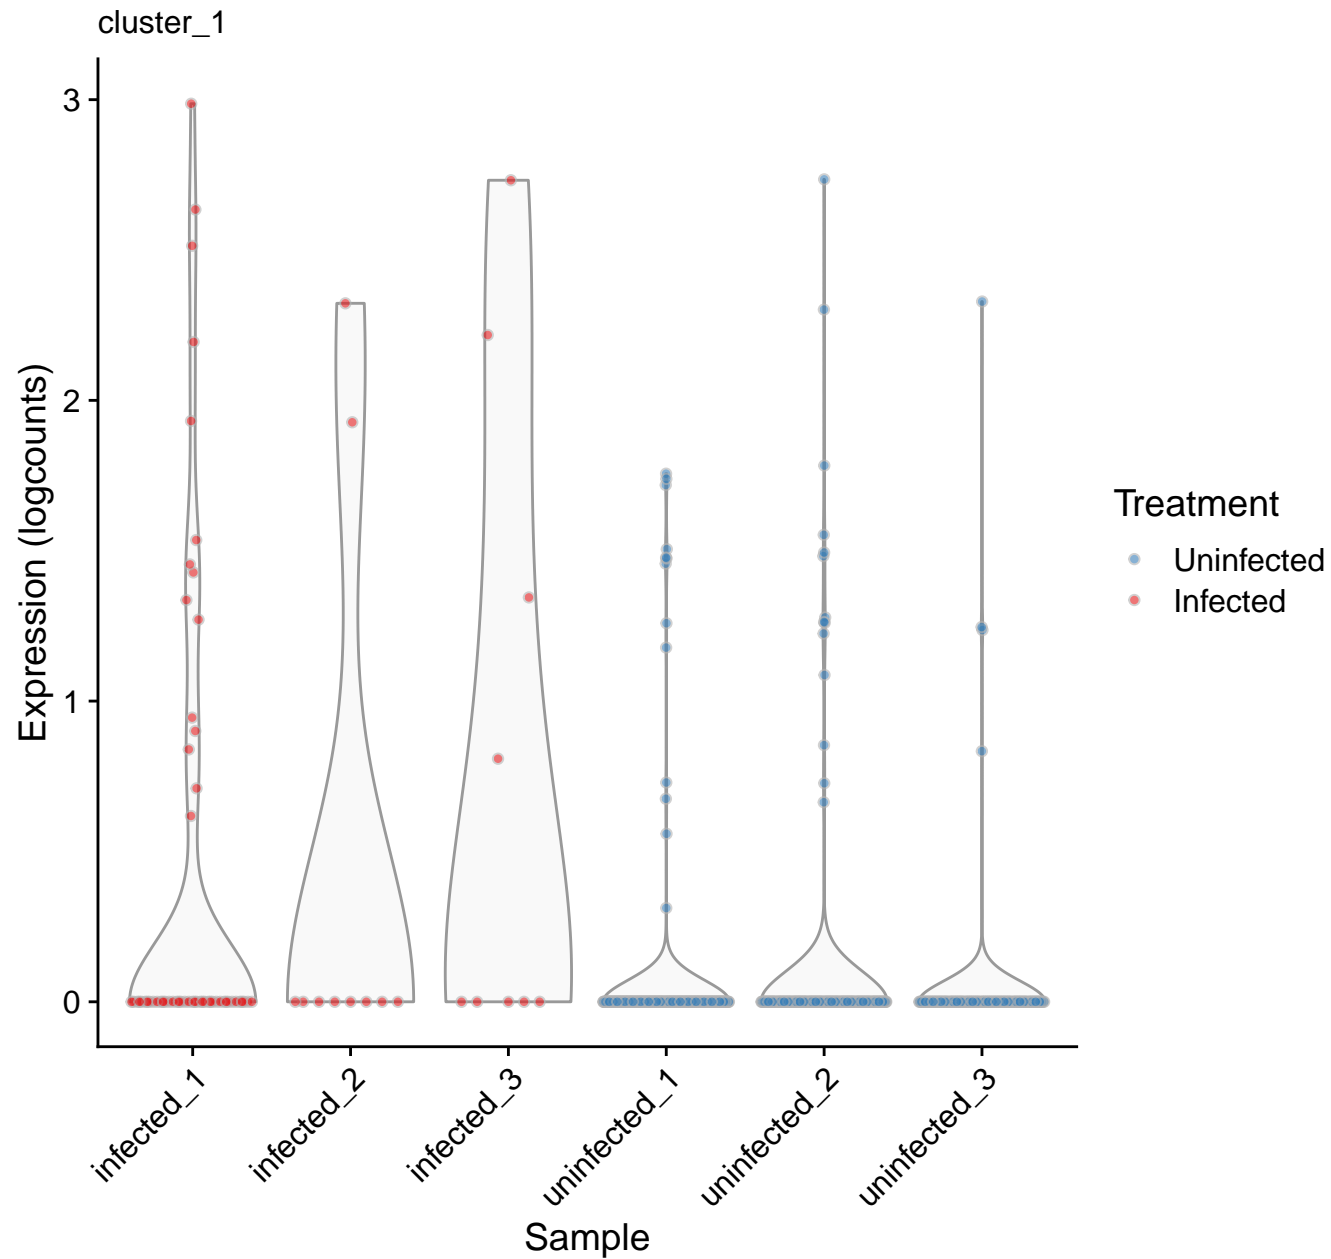 cluster_1
3
2
1
0
Expression (logcounts)
infected_1
infected_2
infected_3
uninfected_1
uninfected_2
uninfected_3
Sample
Treatment
Uninfected
Infected